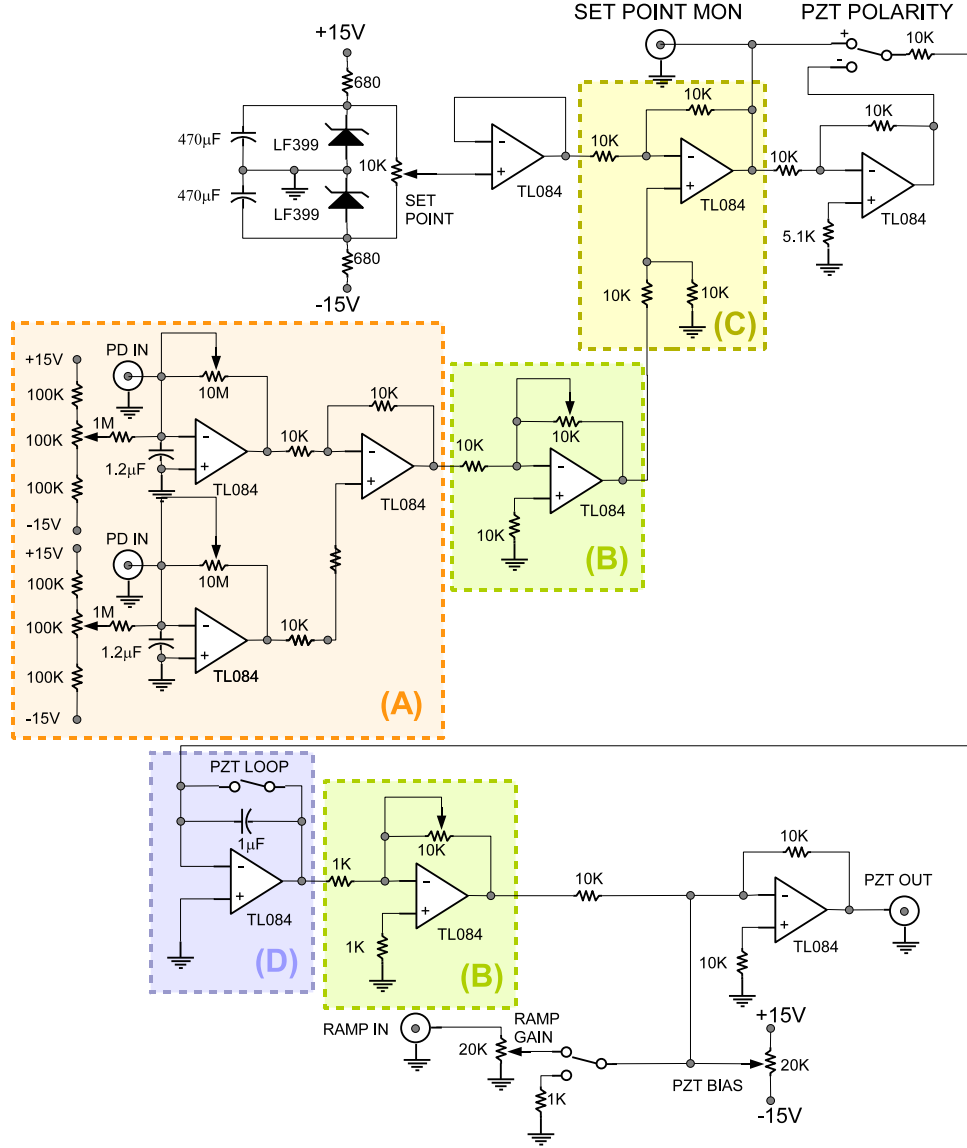 SET POINT MON
PZT POLARITY
+15V
680
470µF
LF399
10K
SET
POINT
470µF
LF399
680
-15V
-
+
TL084
10K
10K
-
+
TL084
10K
10K
-
+
TL084
5.1K
+
-
10K
10K
10K
(C)
+15V
100K
100K
100K
-15V
PD IN
1M
1.2µF
10M
-
+
TL084
10K
10K
-
+
TL084
+15V
100K
100K
100K
-15V
PD IN
1M
1.2µF
10M
-
+
TL084
10K
(A)
10K
10K
-
+
TL084
10K
(B)
PZT LOOP
1µF
-
+
TL084
(D)
1K
10K
-
+
TL084
1K
(B)
10K
10K
-
+
TL084
10K
PZT OUT
RAMP IN
20K
RAMP
GAIN
1K
PZT BIAS
+15V
20K
-15V